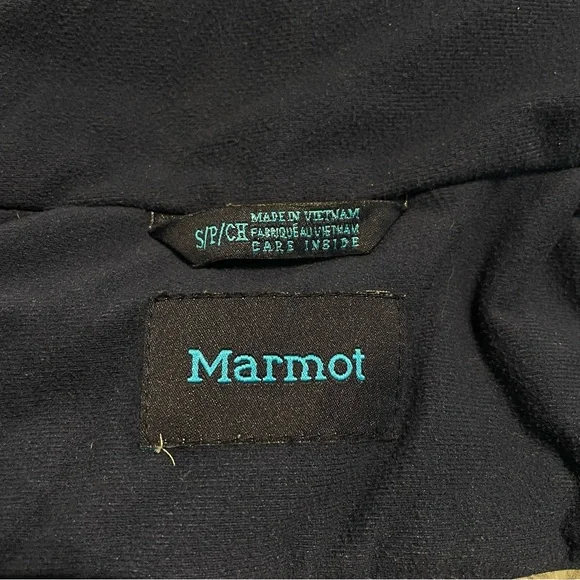 S/P/CH
MADE IN VIETNAM
FABRIQUÉ AU VIETNAM
CARE INSIDE
Marmot